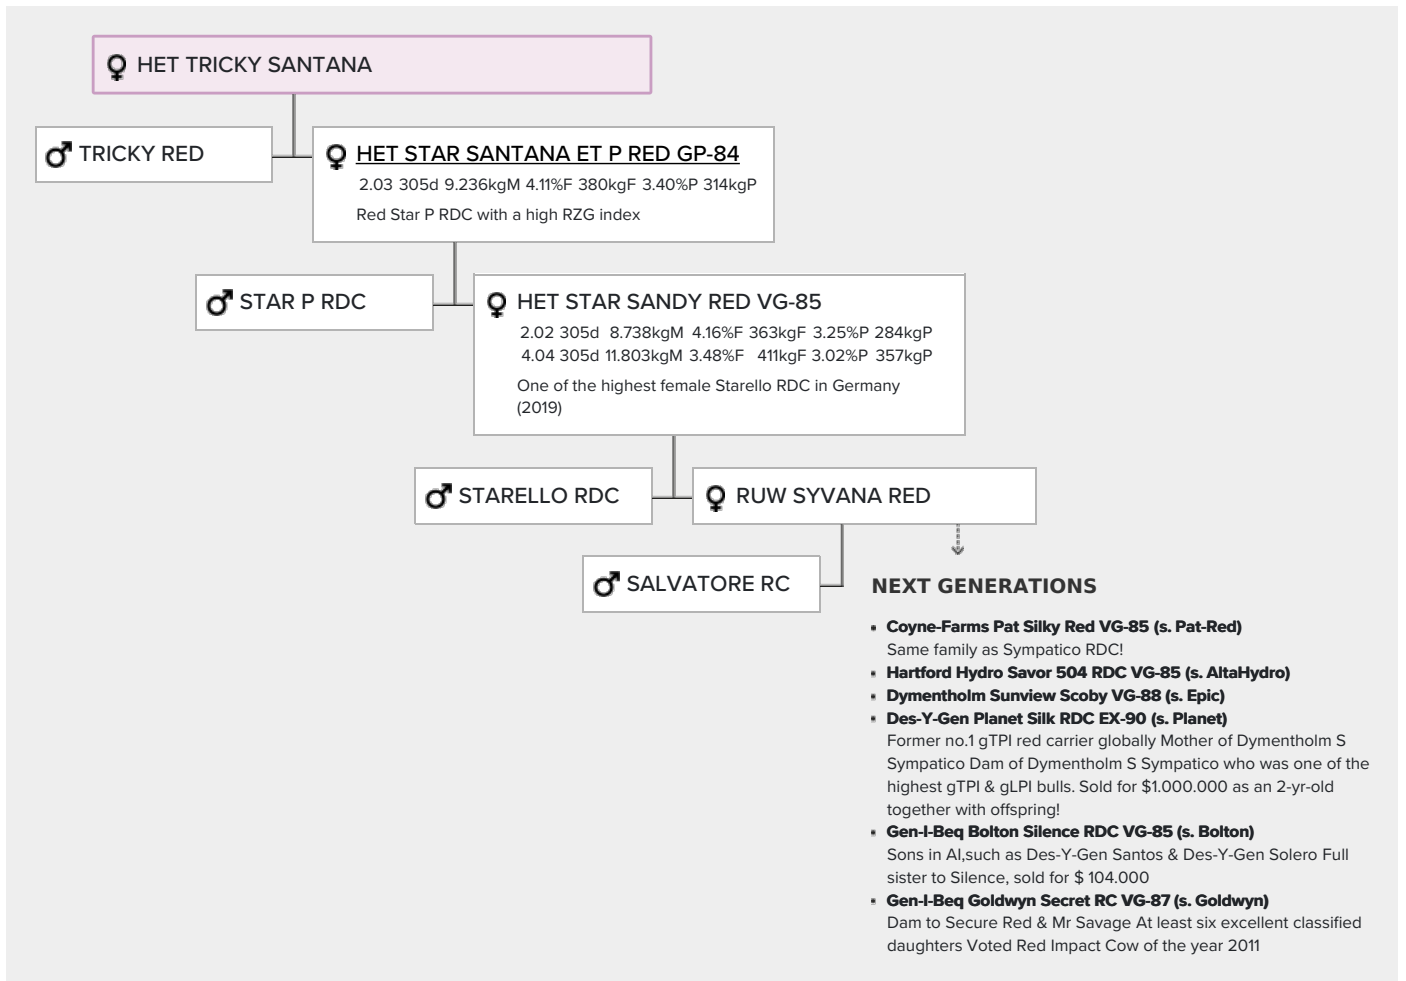 HET TRICKY SANTANA
TRICKY RED
HET STAR SANTANA ET P RED GP-84
2.03 305d 9.236kgM 4.11%F 380kgF 3.40%P 314kgP
Red Star P RDC with a high RZG index
STAR P RDC
HET STAR SANDY RED VG-85
2.02 305d 8.738kgM 4.16%F 363kgF 3.25%P 284kgP
4.04 305d 11.803kgM 3.48%F 411kgF 3.02%P 357kgP
One of the highest female Starello RDC in Germany
(2019)
STARELLO RDC
RUW SYVANA RED
SALVATORE RC
NEXT GENERATIONS
Coyne-Farms Pat Silky Red VG-85 (s. Pat-Red)
Same family as Sympatico RDC!
Hartford Hydro Savor 504 RDC VG-85 (s. AltaHydro)
Dymentholm Sunview Scoby VG-88 (s. Epic)
Des-Y-Gen Planet Silk RDC EX-90 (s. Planet)
Former no.1 gTPI red carrier globally Mother of Dymentholm S
Sympatico Dam of Dymentholm S Sympatico who was one of the
highest gTPI & gLPI bulls. Sold for $1.000.000 as an 2-yr-old
together with offspring!
Gen-I-Beq Bolton Silence RDC VG-85 (s. Bolton)
Sons in AI,such as Des-Y-Gen Santos & Des-Y-Gen Solero Full
sister to Silence, sold for $ 104.000
Gen-I-Beq Goldwyn Secret RC VG-87 (s. Goldwyn)
Dam to Secure Red & Mr Savage At least six excellent classified
daughters Voted Red Impact Cow of the year 2011